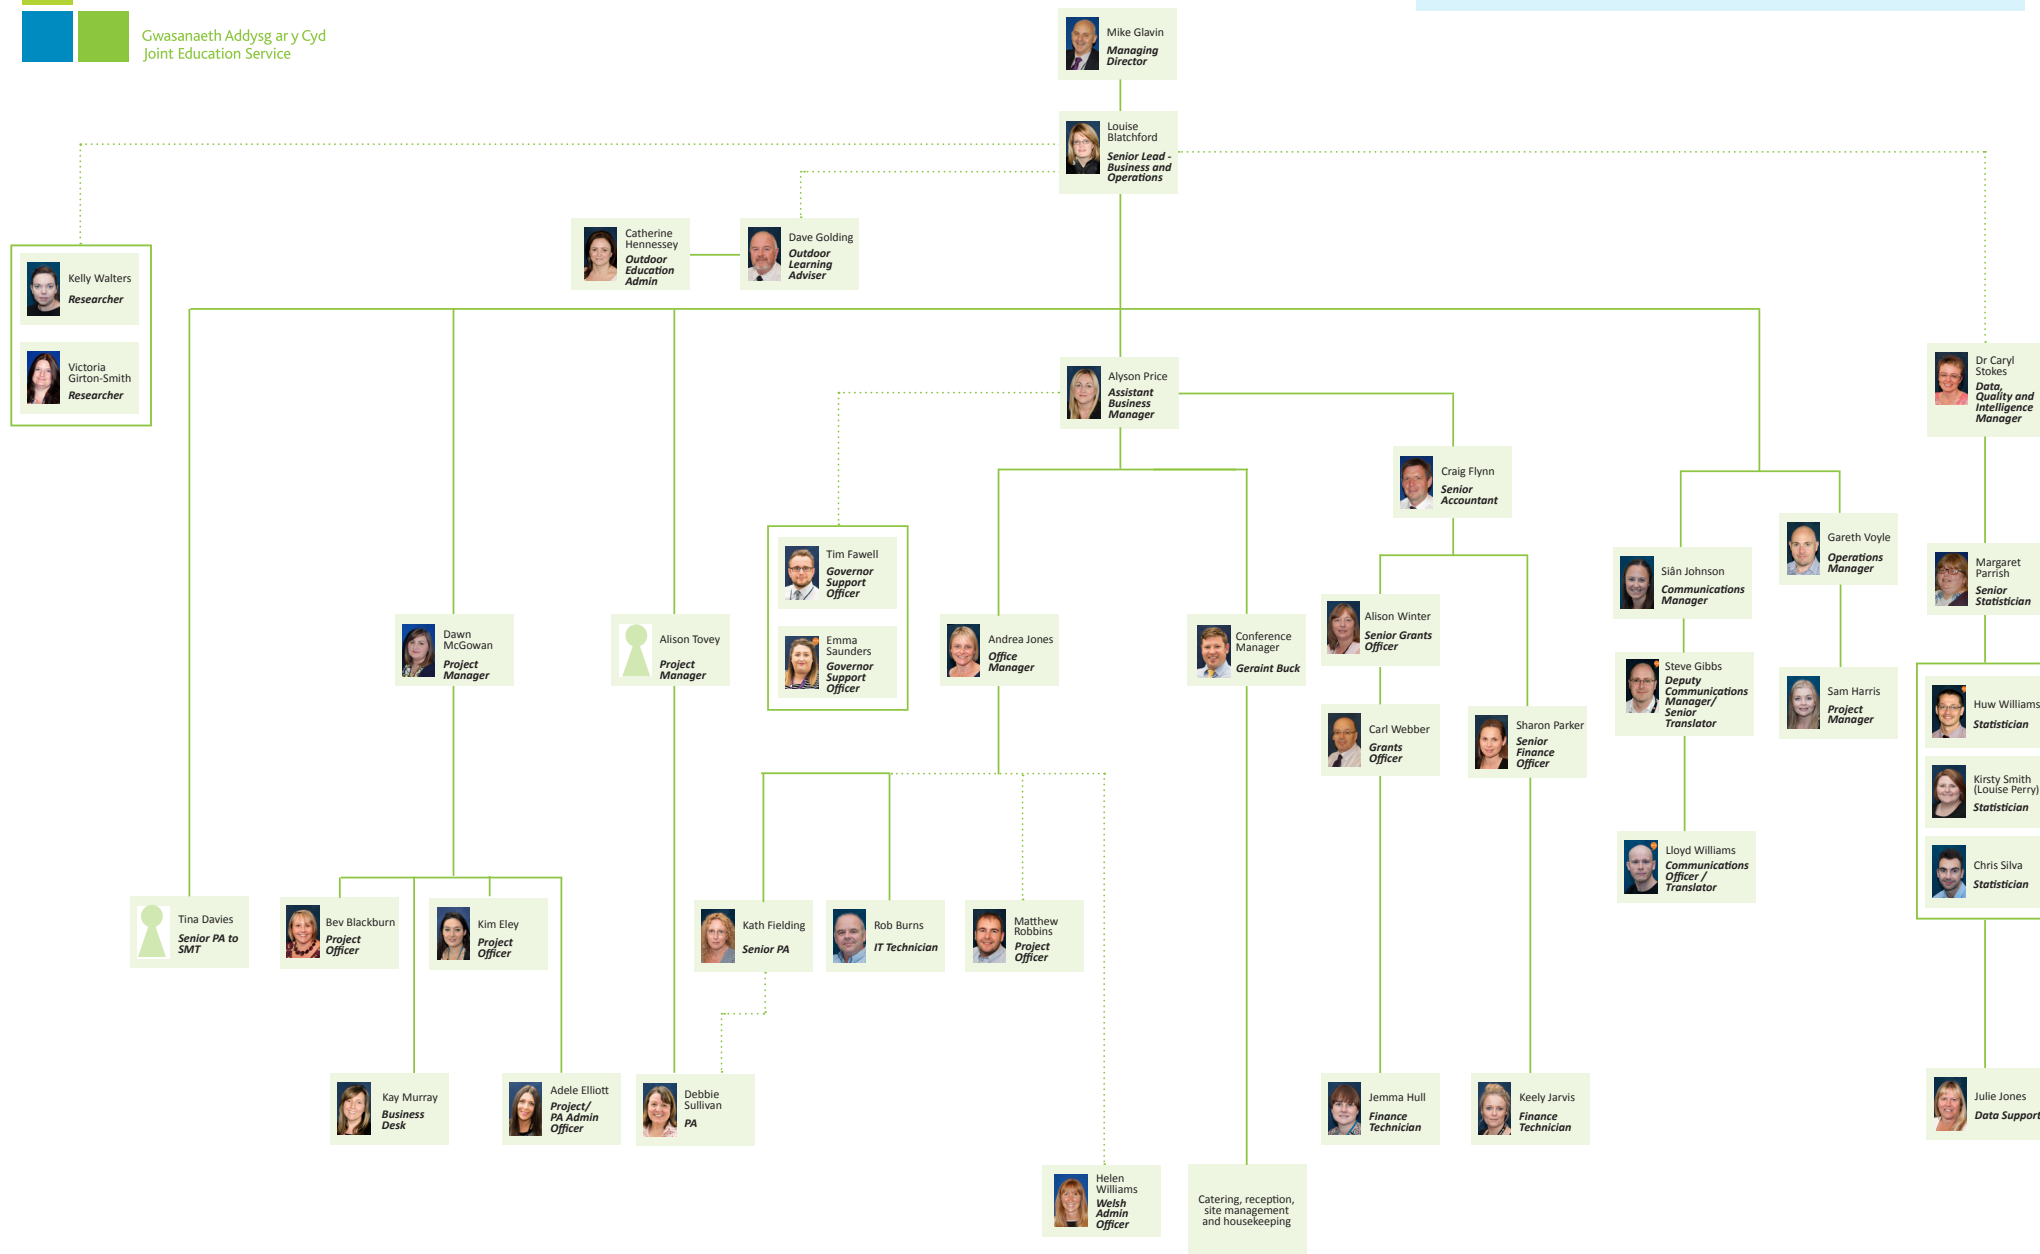 Gwasanaeth Addysg ar y Cyd
Joint Education Service
Mike Glavin
Managing
Director
Louise
Blatchford
Senior Lead -
Business and
Operations
Catherine
Hennessey
Outdoor
Education
Admin
Dave Golding
Outdoor
Learning
Adviser
Kelly Walters
Researcher
Victoria
Girton-Smith
Researcher
Alyson Price
Assistant
Business
Manager
Dr Caryl
Stokes
Data,
Quality and
Intelligence
Manager
Craig Flynn
Senior
Accountant
Tim Fawell
Governor
Support
Officer
Emma
Saunders
Governor
Support
Officer
Gareth Voyle
Operations
Manager
Siân Johnson
Communications
Manager
Margaret
Parrish
Senior
Statistician
Dawn
McGowan
Project
Manager
Alison Tovey
Project
Manager
Andrea Jones
Office
Manager
Conference
Manager
Geraint Buck
Alison Winter
Senior Grants
Officer
Steve Gibbs
Deputy
Communications
Manager/
Senior
Translator
Sam Harris
Project
Manager
Huw Williams
Statistician
Kirsty Smith
(Louise Perry)
Statistician
Chris Silva
Statistician
Carl Webber
Grants
Officer
Sharon Parker
Senior
Finance
Officer
Lloyd Williams
Communications
Officer /
Translator
Tina Davies
Senior PA to
SMT
Bev Blackburn
Project
Officer
Kim Eley
Project
Officer
Kath Fielding
Senior PA
Rob Burns
IT Technician
Matthew
Robbins
Project
Officer
Kay Murray
Business
Desk
Adele Elliott
Project/
PA Admin
Officer
Debbie
Sullivan
PA
Jemma Hull
Finance
Technician
Keely Jarvis
Finance
Technician
Julie Jones
Data Support
Helen
Williams
Welsh
Admin
Officer
Catering, reception,
site management
and housekeeping